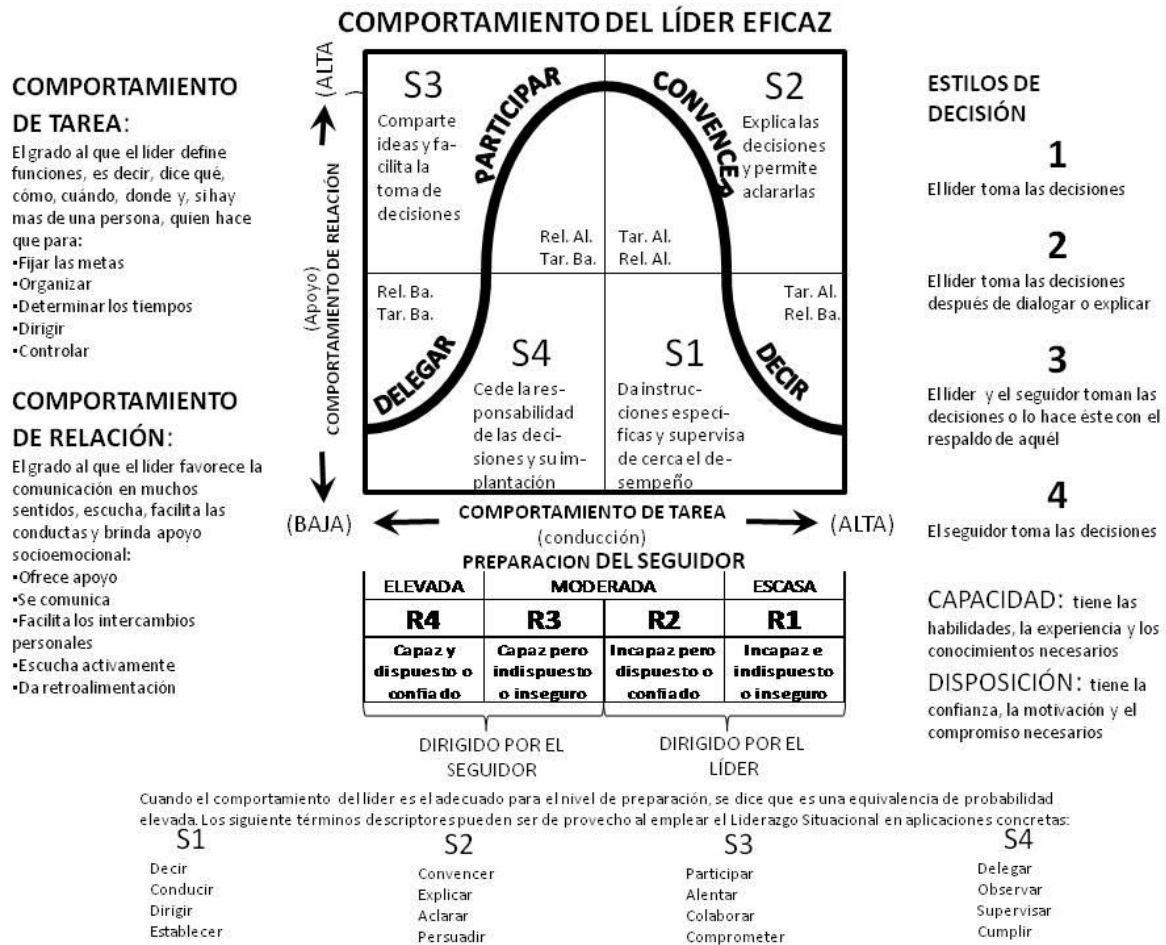 COMPORTAMIENTO DEL LÍDER EFICAZ
COMPORTAMIENTO
DE TAREA:
El grado al que el líder define
funciones, es decir, dice qué,
cómo, cuándo, donde y, si hay
mas de una persona, quien hace
que para:
▪Fijar las metas
▪Organizar
▪Determinar los tiempos
▪Dirigir
▪Controlar
COMPORTAMIENTO
DE RELACIÓN:
El grado al que el líder favorece la
comunicación en muchos
sentidos, escucha, facilita las
conductas y brinda apoyo
socioemocional:
▪Ofrece apoyo
▪Se comunica
▪Facilita los intercambios
personales
▪Escucha activamente
▪Da retroalimentación
(ALTA
(Apoyo)
COMPORTAMIENTO DE RELACIÓN
(BAJA)
S3
Comparte
ideas y fa-
cilita la
toma de
decisiones
PARTICIPAR
Rel. Al.
Tar. Ba.
CONVENCER
S2
Explica las
decisiones
y permite
aclararlas
Tar. Al.
Rel. Al.
Rel. Ba.
Tar. Ba.
DELEGAR
S4
Cede la res-
ponsabilidad
de las deci-
siones y su im-
plantación
S1
Da instruc-
ciones especí-
ficas y supervisa
de cerca el de-
sempeño
Tar. Al.
Rel. Ba.
DECIR
COMPORTAMIENTO DE TAREA
(conducción)
(ALTA)
PREPARACION DEL SEGUIDOR
ELEVADA MODERADA ESCASA
R4 R3 R2 R1
Capaz y Capaz pero Incapaz pero Incapaz e
dispuesto o indispuesto dispuesto o indispuesto
confiado o inseguro confiado o inseguro
DIRIGIDO POR EL
SEGUIDOR
DIRIGIDO POR EL
LÍDER
ESTILOS DE
DECISIÓN
1
El líder toma las decisiones
2
El líder toma las decisiones
después de dialogar o explicar
3
El líder y el seguidor toman las
decisiones o lo hace éste con el
respaldo de aquél
4
El seguidor toma las decisiones
CAPACIDAD: tiene las
habilidades, la experiencia y los
conocimientos necesarios
DISPOSICIÓN: tiene la
confianza, la motivación y el
compromiso necesarios
Cuando el comportamiento del líder es el adecuado para el nivel de preparación, se dice que es una equivalencia de probabilidad
elevada. Los siguiente términos descriptores pueden ser de provecho al emplear el Liderazgo Situacional en aplicaciones concretas:
S1
Decir
Conducir
Dirigir
Establecer
S2
Convencer
Explicar
Aclarar
Persuadir
S3
Participar
Alentar
Colaborar
Comprometer
S4
Delegar
Observar
Supervisar
Cumplir